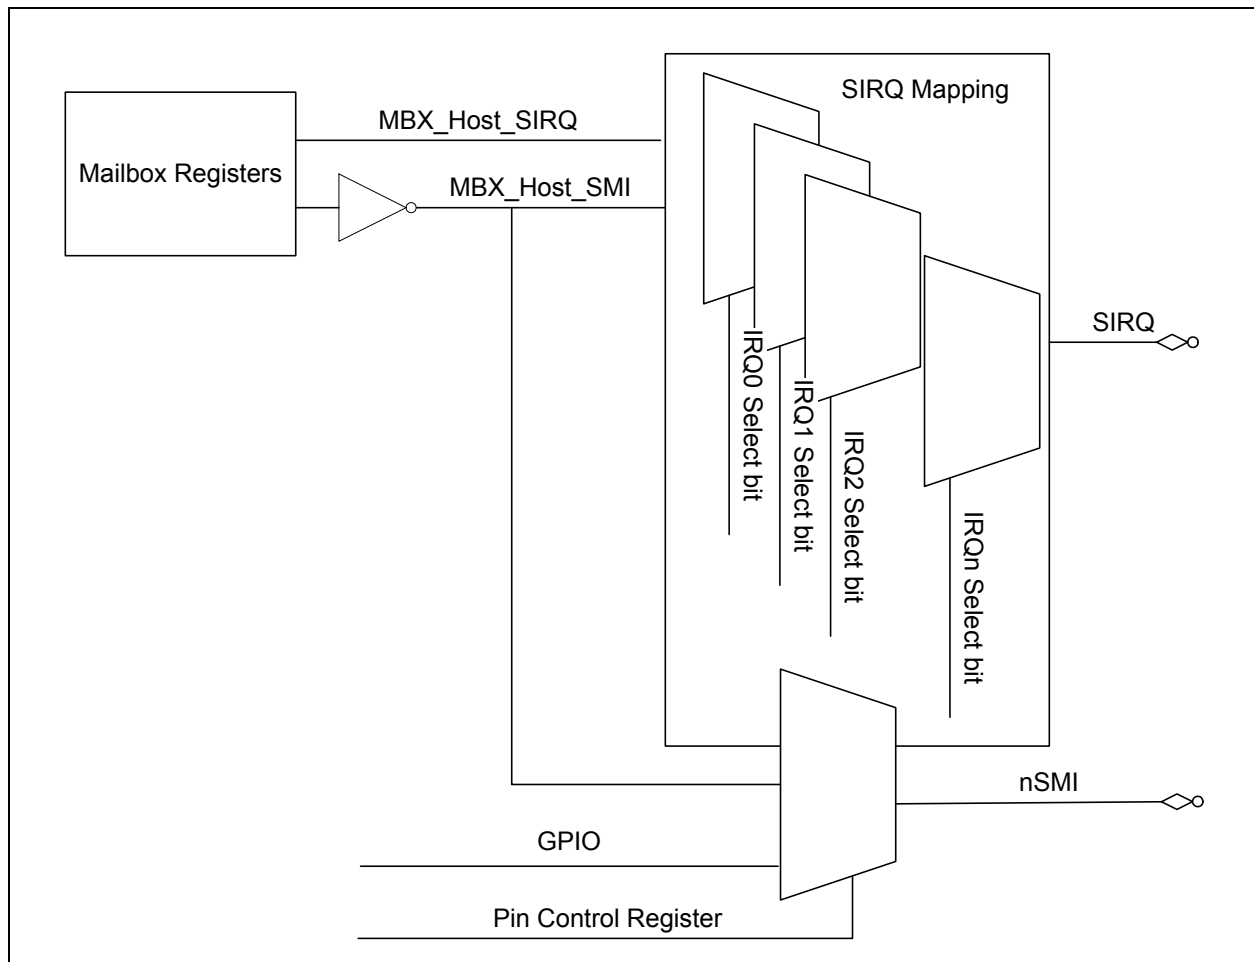 SIRQ Mapping
MBX_Host_SIRQ
Mailbox Registers
MBX_Host_SMI
SIRQ
IRQ0 Select bit
IRQ1 Select bit
IRQ2 Select bit
IRQn Select bit
nSMI
GPIO
Pin Control Register